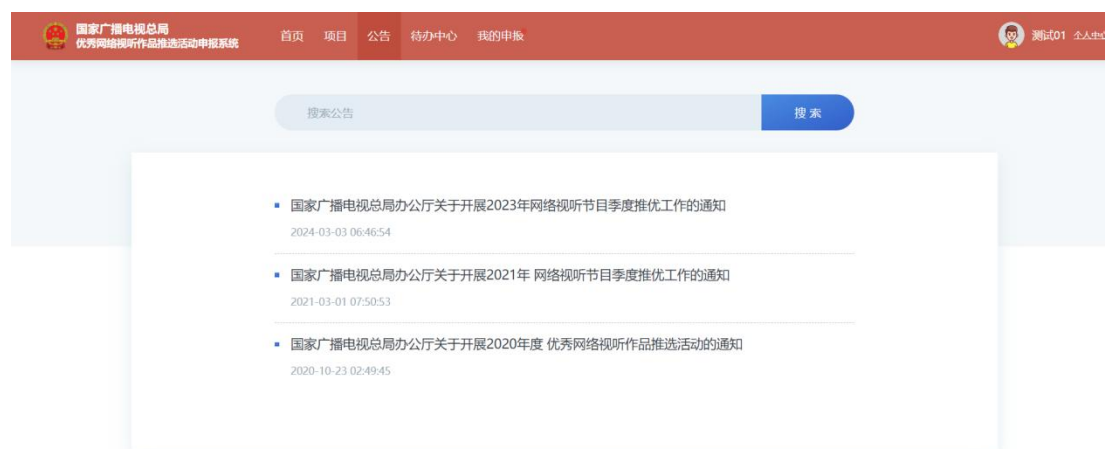 国家广播电视总局
优秀网络视听作品推选活动申报系统
首页 项目 公告 待办中心 我的申报
测试01 个人中心
搜索公告
搜 索
国家广播电视总局办公厅关于开展2023年网络视听节目季度推优工作的通知
2024-03-03 06:46:54
国家广播电视总局办公厅关于开展2021年 网络视听节目季度推优工作的通知
2021-03-01 07:50:53
国家广播电视总局办公厅关于开展2020年度 优秀网络视听作品推选活动的通知
2020-10-23 02:49:45